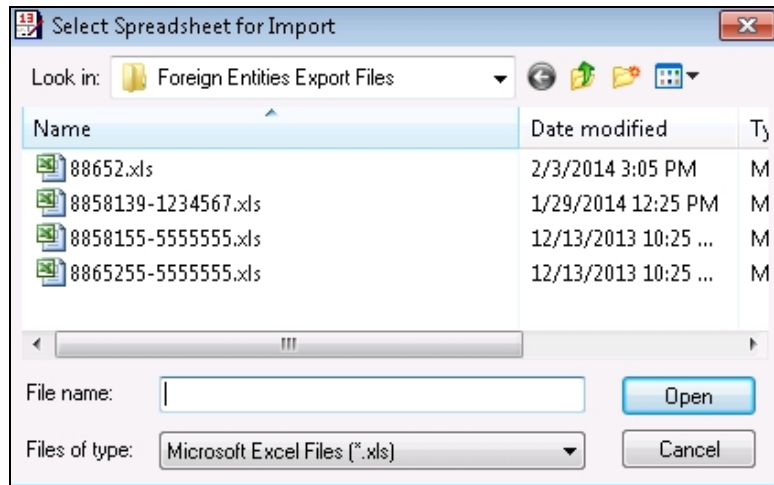 13
Select Spreadsheet for Import
Look in: Foreign Entities Export Files
Name Date modified Ty
88652.xls 2/3/2014 3:05 PM M
8858139-1234567.xls 1/29/2014 12:25 PM M
8858155-5555555.xls 12/13/2013 10:25 ... M
8865255-5555555.xls 12/13/2013 10:25 ... M
File name: Open
Files of type: Microsoft Excel Files (*.xls) Cancel